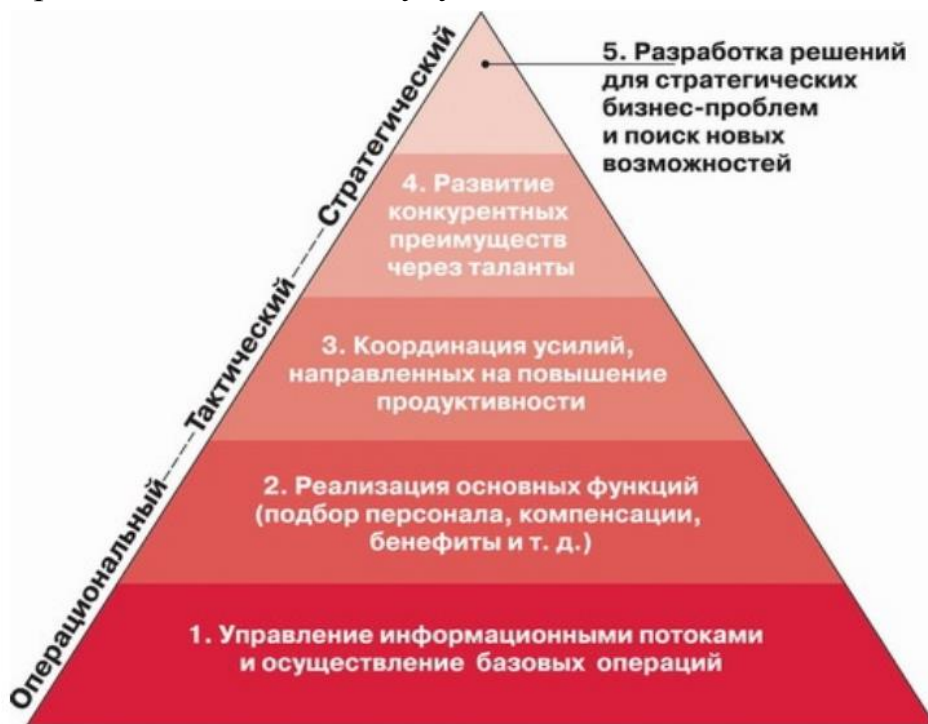 5. Разработка решений
для стратегических
бизнес-проблем
и поиск новых
возможностей
4. Развитие
конкурентных
преимуществ
через таланты
3. Координация усилий,
направленных на повышение
продуктивности
2. Реализация основных функций
(подбор персонала, компенсации,
бенефиты и т. д.)
1. Управление информационными потоками
и осуществление базовых операций
Операционный-----Тактический-----Стратегический